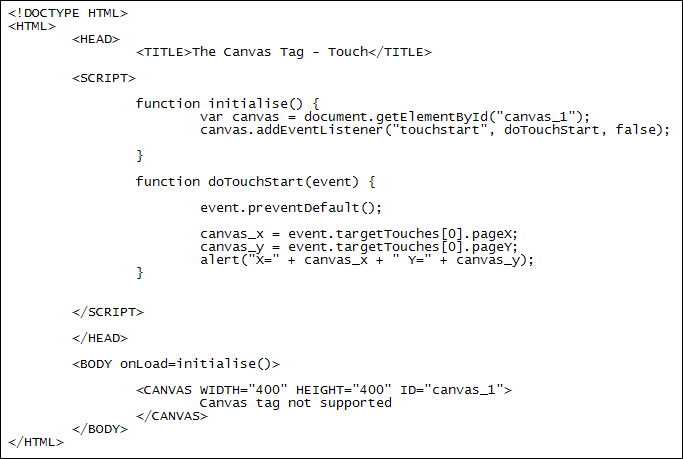 <!DOCTYPE HTML>
<HTML>
<HEAD>
<TITLE>The Canvas Tag - Touch</TITLE>
<SCRIPT>
function initialise() {
var canvas = document.getElementById("canvas_1");
canvas.addEventListener("touchstart", doTouchStart, false);
}
function doTouchStart(event) {
event.preventDefault();
canvas_x = event.targetTouches[0].pageX;
canvas_y = event.targetTouches[0].pageY;
alert("X=" + canvas_x + " Y=" + canvas_y);
}
</SCRIPT>
</HEAD>
<BODY onLoad=initialise()>
<CANVAS WIDTH="400" HEIGHT="400" ID="canvas_1">
Canvas tag not supported
</CANVAS>
</BODY>
</HTML>